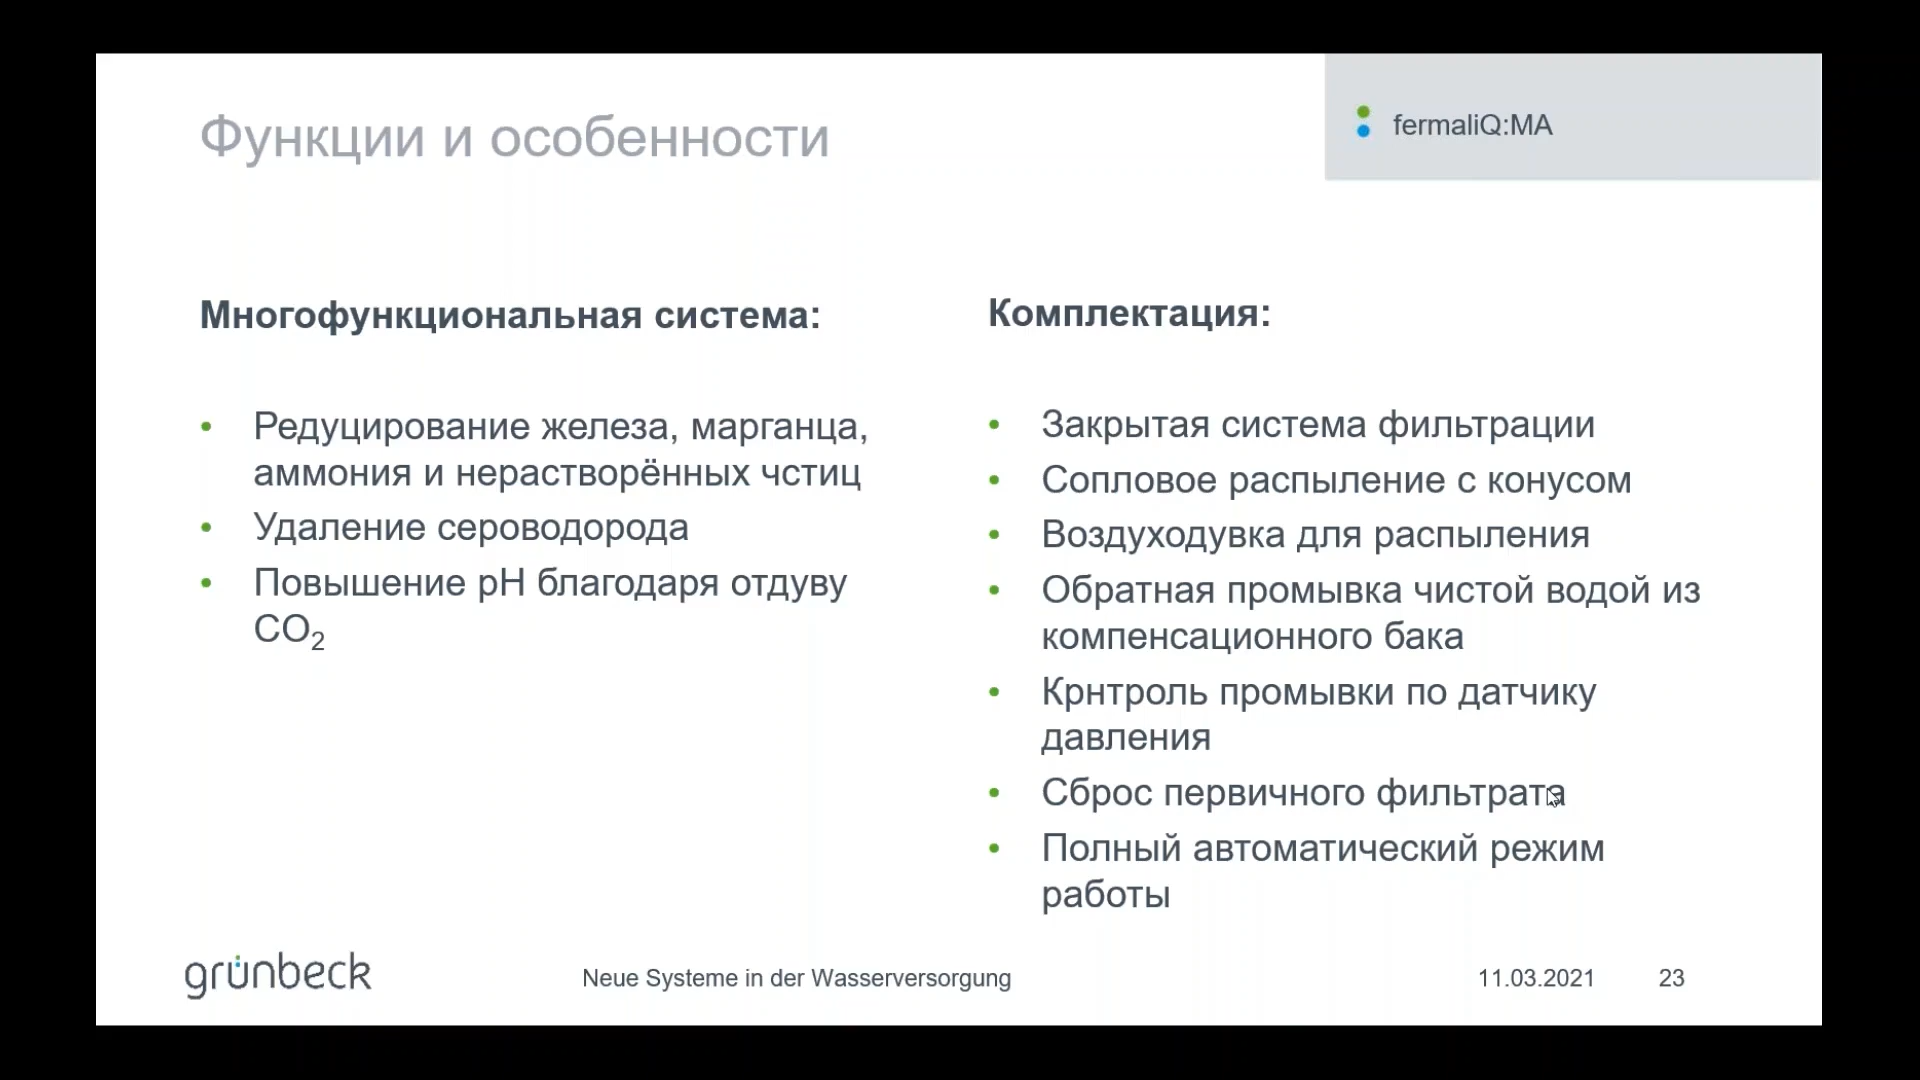 Функции и особенности
fermaliQ:MA
Многофункциональная система:
• Редуцирование железа, марганца,
аммония и нерастворённых чстиц
• Удаление сероводорода
• Повышение pH благодаря отдуву
CO₂
Комплектация:
• Закрытая система фильтрации
• Сопловое распыление с конусом
• Воздуходувка для распыления
• Обратная промывка чистой водой из
компенсационного бака
• Крнтроль промывки по датчику
давления
• Сброс первичного фильтрата
• Полный автоматический режим
работы
grünbeck
Neue Systeme in der Wasserversorgung
11.03.2021
23